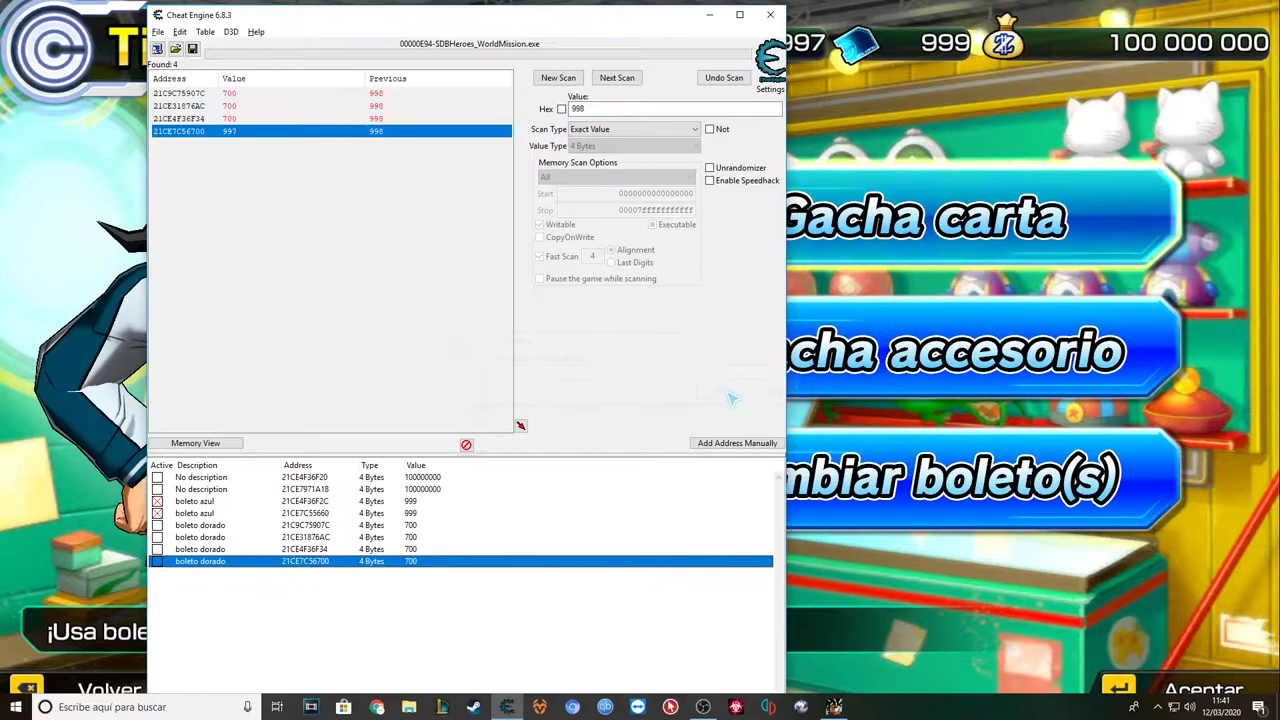 Cheat Engine 6.8.3
File Edit Table D3D Help
00000E94-SDBHeroes_WorldMission.exe
997 999 100 000 000
Found: 4
Address Value Previous
21C9C75907C 700 998
21CE31876AC 700 998
21CE4F36F34 700 998
21CE7C56700 997 998
New Scan Next Scan Undo Scan
Settings
Value:
Hex 998
Scan Type Exact Value Not
Value Type 4 Bytes
Memory Scan Options
All
Unrandomizer
Enable Speedhack
Start 0000000000000000
Stop 00007fffffffffff
Writable Executable
CopyOnWrite
Fast Scan 4 Alignment
Last Digits
Pause the game while scanning
Gacha carta
cha accesorio
mbiar boleto(s)
Memory View Add Address Manually
Active Description Address Type Value
No description 21CE4F36F20 4 Bytes 100000000
No description 21CE7971A18 4 Bytes 100000000
boleto azul 21CE4F36F2C 4 Bytes 999
boleto azul 21CE7C55660 4 Bytes 999
boleto dorado 21C9C75907C 4 Bytes 700
boleto dorado 21CE31876AC 4 Bytes 700
boleto dorado 21CE4F36F34 4 Bytes 700
boleto dorado 21CE7C56700 4 Bytes 700
¡Usa bole
Volver Aceptar
Escribe aquí para buscar
11:41
12/03/2020